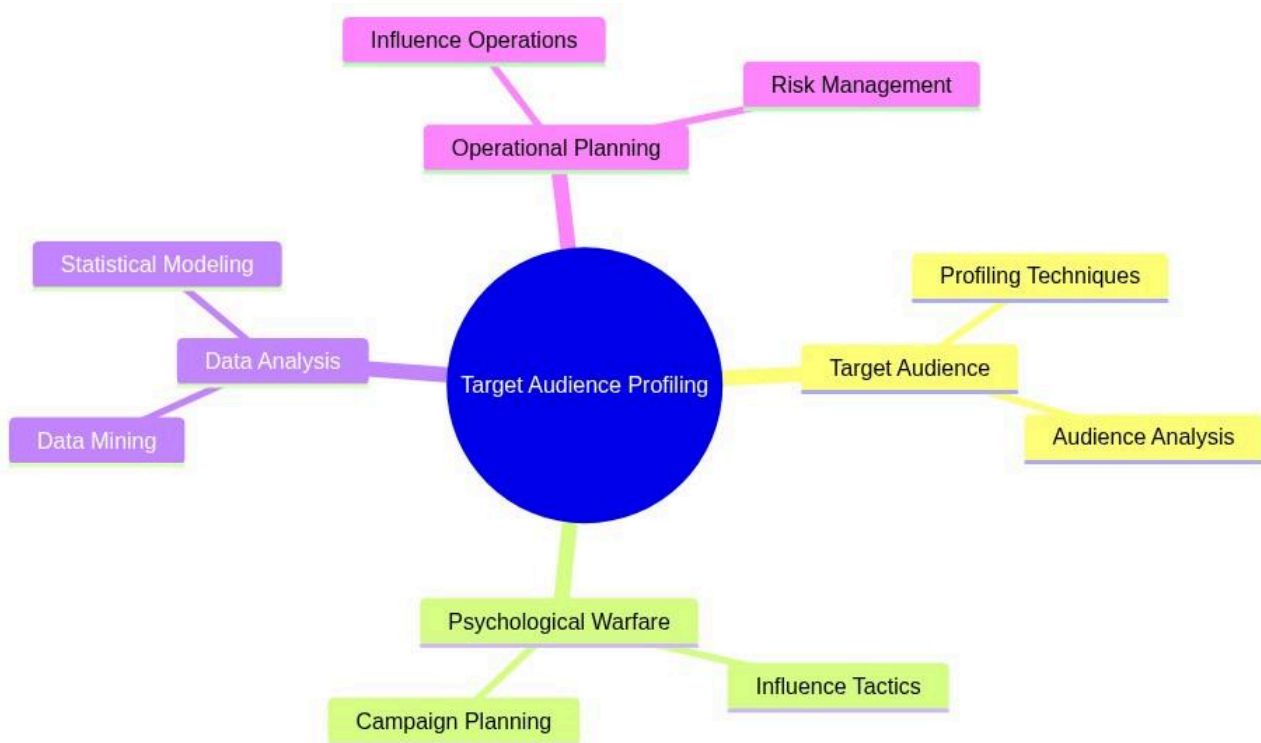 Influence Operations
Risk Management
Operational Planning
Statistical Modeling
Profiling Techniques
Data Analysis
Target Audience Profiling
Target Audience
Data Mining
Audience Analysis
Psychological Warfare
Influence Tactics
Campaign Planning